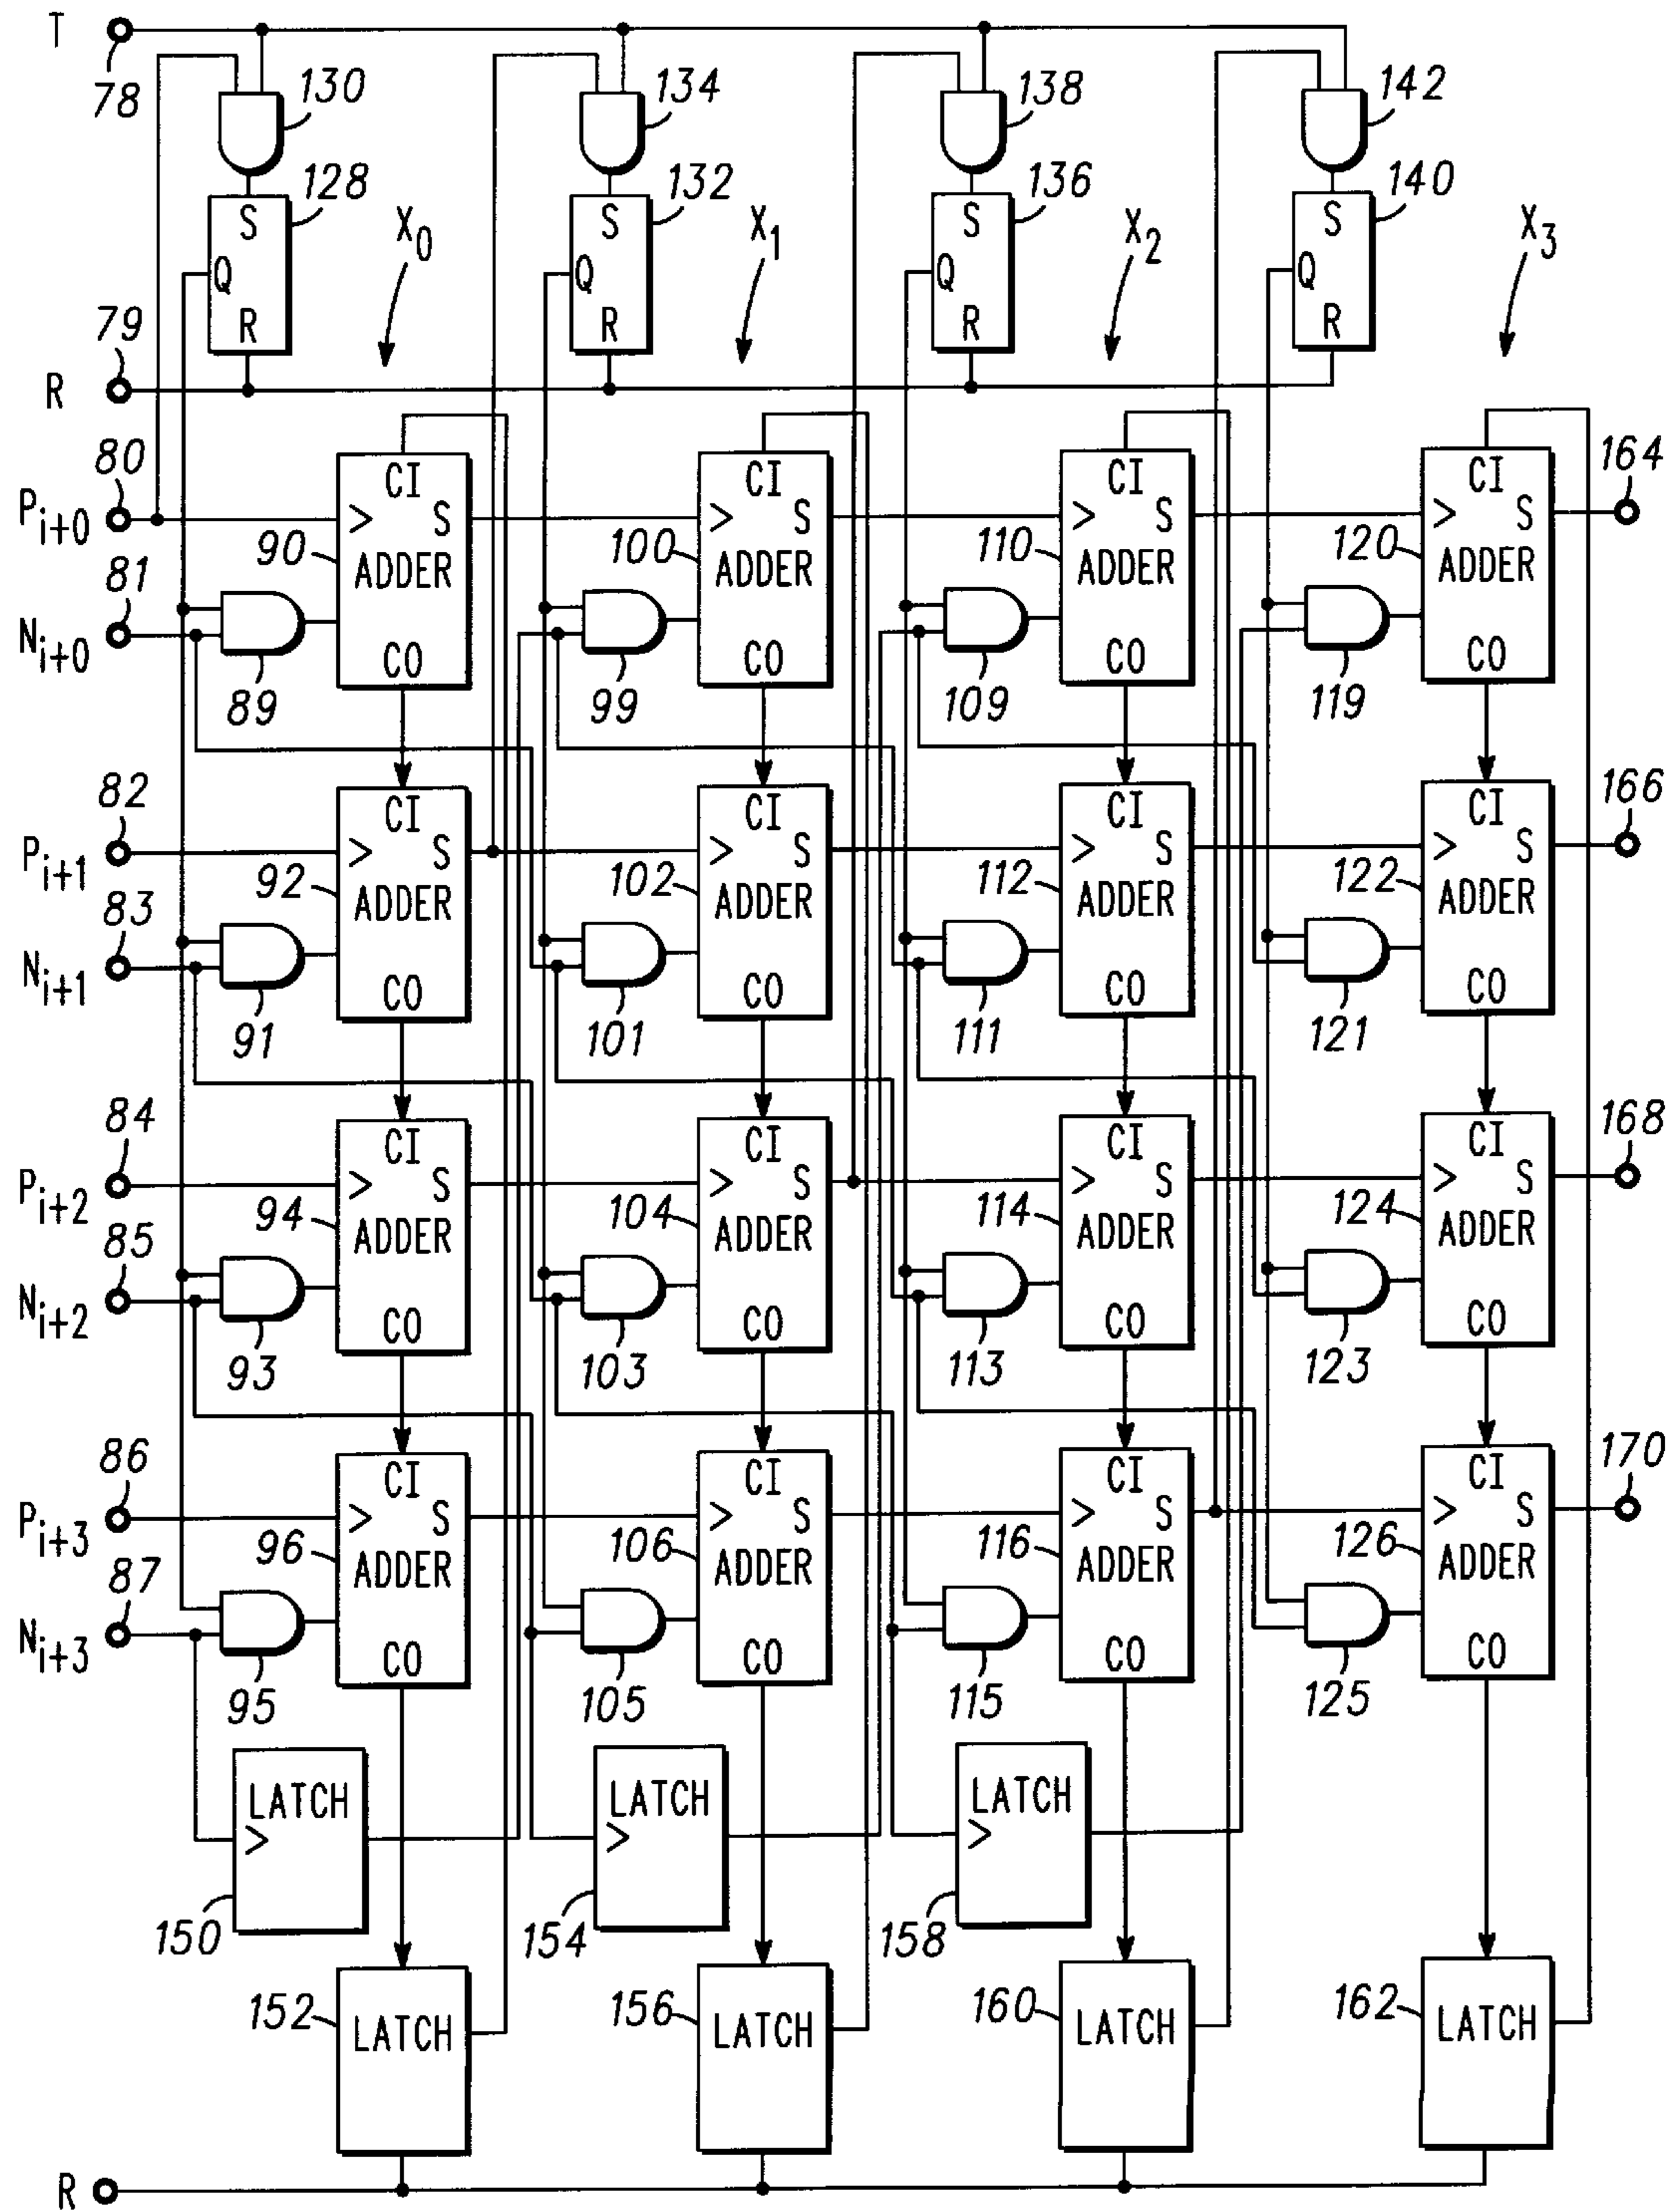 T
78
130
134
138
142
128
132
136
140
S
S
S
S
X0
X1
X2
X3
Q
Q
Q
Q
R
R
R
R
79
R
80
Pi+0
CI
CI
CI
CI
164
> S
> S
> S
> S
90
100
110
120
ADDER
ADDER
ADDER
ADDER
81
Ni+0
CO
CO
CO
CO
89
99
109
119
82
Pi+1
CI
CI
CI
CI
166
> S
> S
> S
> S
92
102
112
122
ADDER
ADDER
ADDER
ADDER
83
Ni+1
CO
CO
CO
CO
91
101
111
121
84
Pi+2
CI
CI
CI
CI
168
> S
> S
> S
> S
94
104
114
124
ADDER
ADDER
ADDER
ADDER
85
Ni+2
CO
CO
CO
CO
93
103
113
123
86
Pi+3
CI
CI
CI
CI
170
> S
> S
> S
> S
96
106
116
126
ADDER
ADDER
ADDER
ADDER
87
Ni+3
CO
CO
CO
CO
95
105
115
125
LATCH
>
LATCH
>
LATCH
>
150
154
158
152
156
160
162
LATCH
LATCH
LATCH
LATCH
R